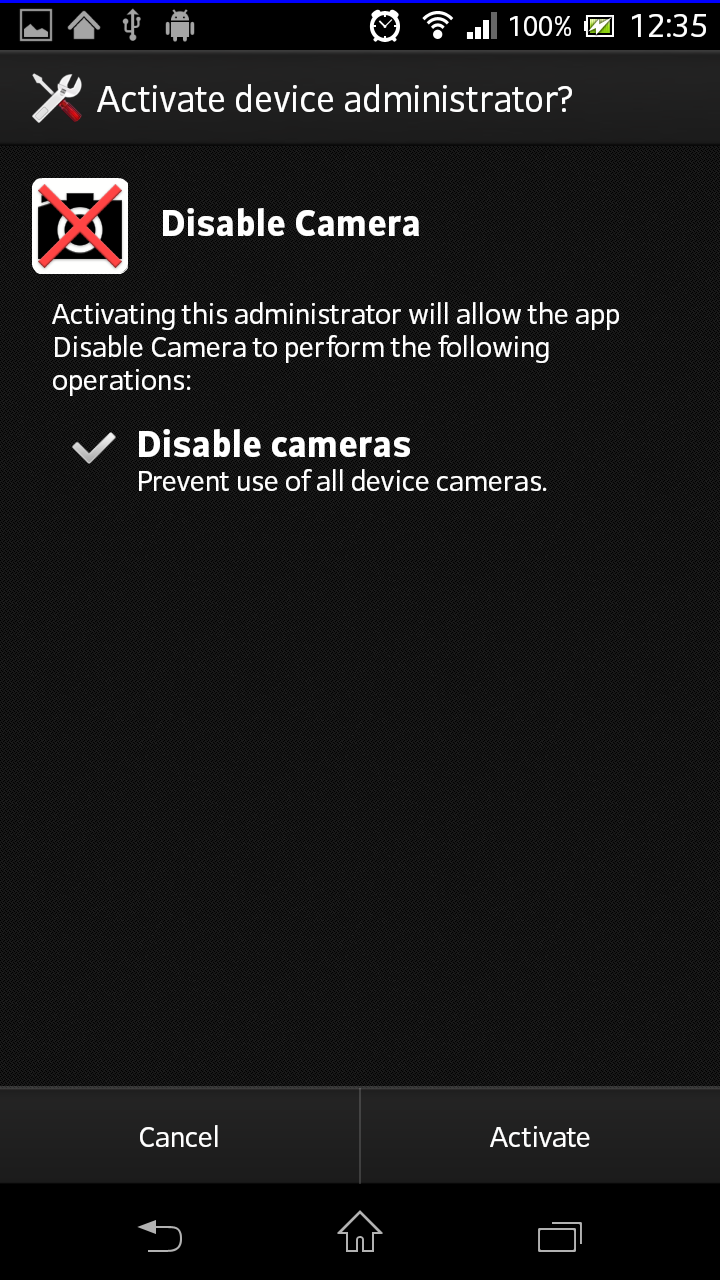 100% 12:35
Activate device administrator?
Disable Camera
Activating this administrator will allow the app
Disable Camera to perform the following
operations:
Disable cameras
Prevent use of all device cameras.
Cancel Activate